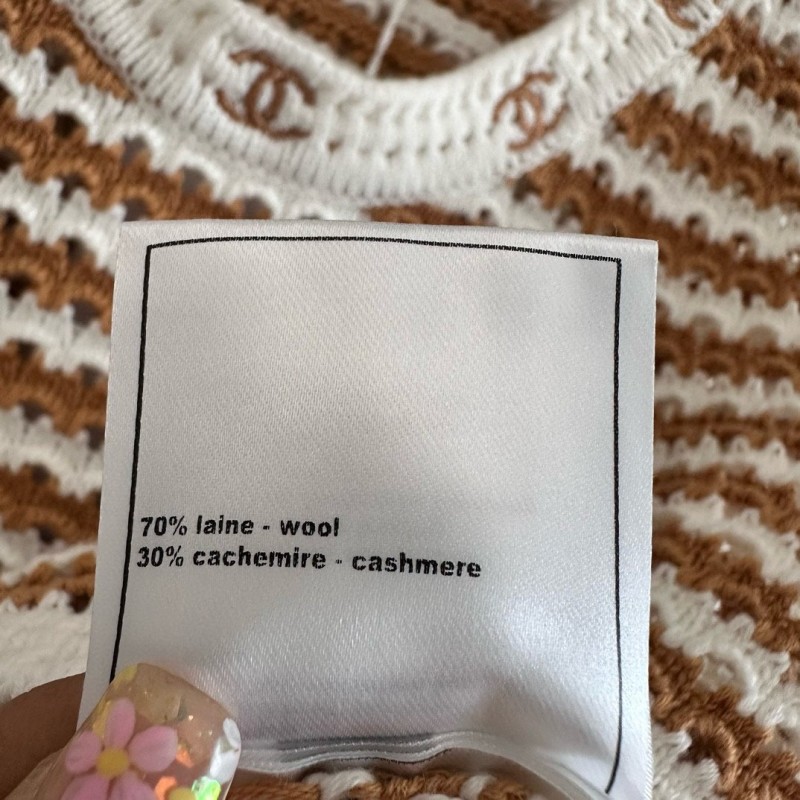 70% laine - wool
30% cachemire - cashmere